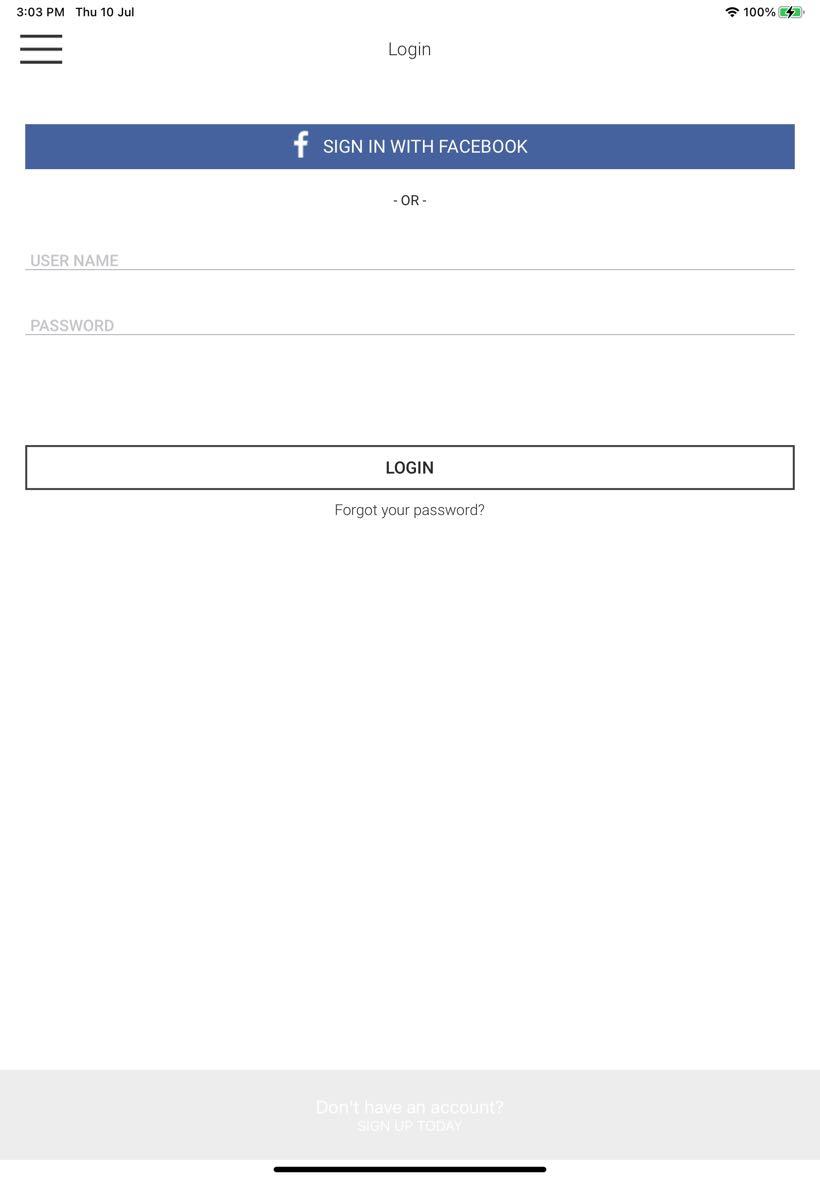 3:03 PM Thu 10 Jul 100%
Login
SIGN IN WITH FACEBOOK
- OR -
USER NAME
PASSWORD
LOGIN
Forgot your password?
Don't have an account?
SIGN UP TODAY